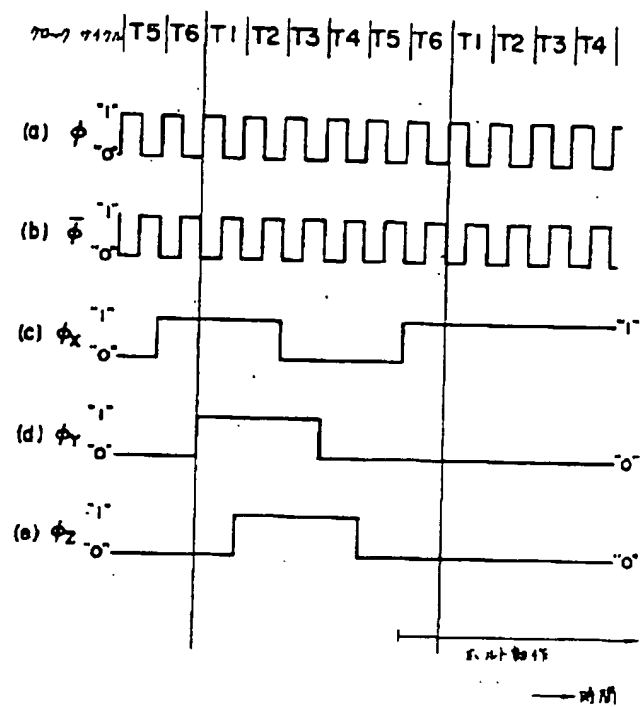 クロック サイクル T5 T6 T1 T2 T3 T4 T5 T6 T1 T2 T3 T4
(a) φ "1" "0"
(b) φ̅ "1" "0"
(c) φX "1" "0" "1"
(d) φY "1" "0" "0"
(e) φZ "1" "0" "0"
ホルト動作
時間